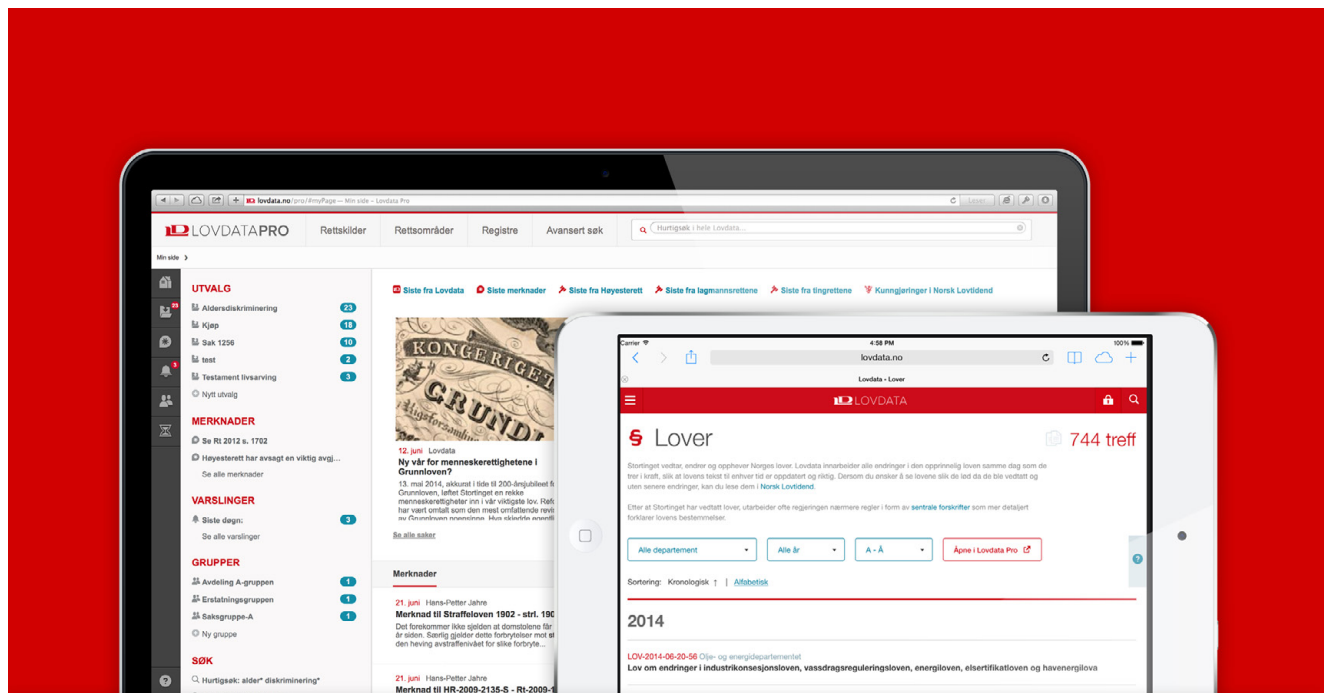 lovdata.no/pro/#myPage — Min side - Lovdata Pro
Leser
LOVDATAPRO
Rettskilder
Rettsområder
Registre
Avansert søk
Hurtigsøk i hele Lovdata...
Min side
UTVALG
Aldersdiskriminering 23
Kjøp 18
Sak 1256 10
test 2
Testament livsarving 3
Nytt utvalg
MERKNADER
Se Rt 2012 s. 1702
Høyesterett har avsagt en viktig avgj...
Se alle merknader
VARSLINGER
Siste døgn: 3
Se alle varslinger
GRUPPER
Avdeling A-gruppen 1
Erstatningsgruppen 1
Saksgruppe-A 1
Ny gruppe
SØK
Hurtigsøk: alder* diskriminering*
23
3
Siste fra Lovdata
Siste merknader
Siste fra Høyesterett
Siste fra lagmannsrettene
Siste fra tingrettene
Kunngjøringer i Norsk Lovtidend
KONGERIGE
GRUND
12. juni Lovdata
Ny vår for menneskerettighetene i
Grunnloven?
13. mai 2014, akkurat i tide til 200-årsjubileet f
Grunnloven, løftet Stortinget en rekke
menneskerettigheter inn i vår viktigste lov. Refo
har vært omtalt som den mest omfattende revi
Se alle saker
Merknader
21. juni Hans-Petter Jahre
Merknad til Straffeloven 1902 - strl. 190
Det forekommer ikke sjelden at domstolene får
år siden. Særlig gjelder dette forbrytelser mot s
den heving avstraffenivået for slike forbryte...
21. juni Hans-Petter Jahre
Merknad til HR-2009-2135-S - Rt-2009-1
Carrier
4:58 PM
100%
lovdata.no
Lovdata - Lover
LOVDATA
§ Lover
744 treff
Stortinget vedtar, endrer og opphever Norges lover. Lovdata innarbeider alle endringer i den opprinnelig loven samme dag som de
trer i kraft, slik at lovens tekst til enhver tid er oppdatert og riktig. Dersom du ønsker å se lovene slik de lød da de ble vedtatt og
uten senere endringer, kan du lese dem i Norsk Lovtidend.
Etter at Stortinget har vedtatt lover, utarbeider ofte regjeringen nærmere regler i form av sentrale forskrifter som mer detaljert
forklarer lovens bestemmelser.
Alle departement
Alle år
A - Å
Åpne i Lovdata Pro
Sortering: Kronologisk ↑ | Alfabetisk
2014
LOV-2014-06-20-56 Olje- og energidepartementet
Lov om endringer i industrikonsesjonsloven, vassdragsreguleringsloven, energiloven, elsertifikatloven og havenergilova